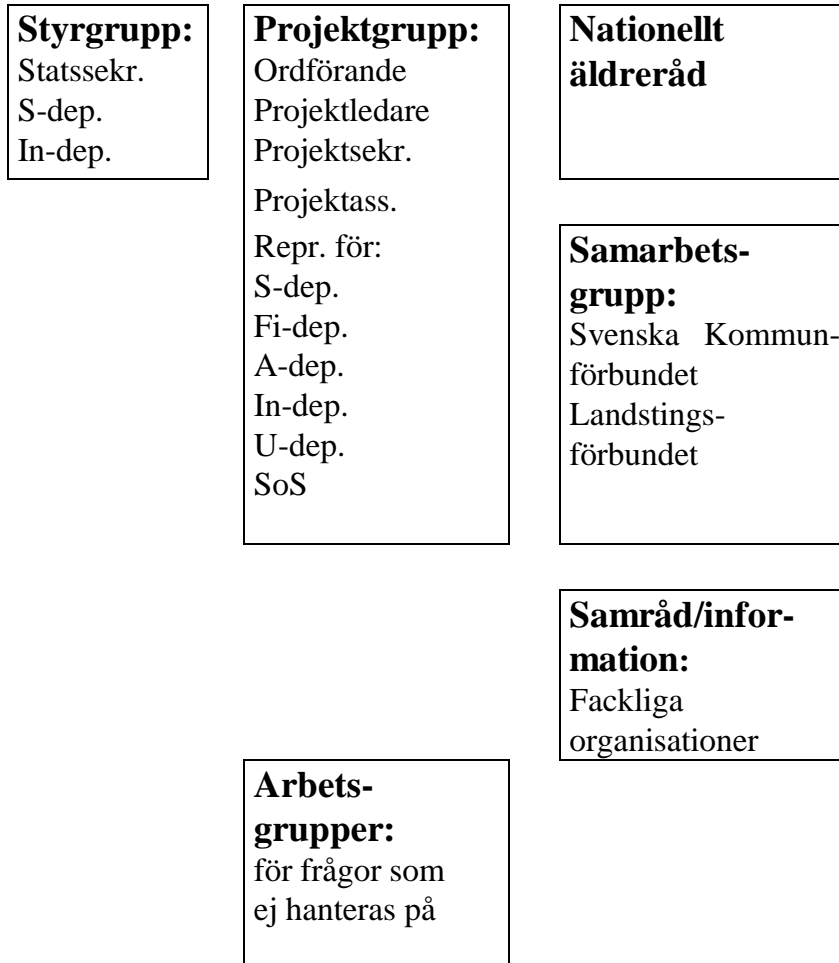 Styrgrupp:
Statssekr.
S-dep.
In-dep.
Projektgrupp:
Ordförande
Projektledare
Projektsekr.
Projektass.
Repr. för:
S-dep.
Fi-dep.
A-dep.
In-dep.
U-dep.
SoS
Nationellt
äldreråd
Samarbets-
grupp:
Svenska Kommun-
förbundet
Landstings-
förbundet
Samråd/infor-
mation:
Fackliga
organisationer
Arbets-
grupper:
för frågor som
ej hanteras på